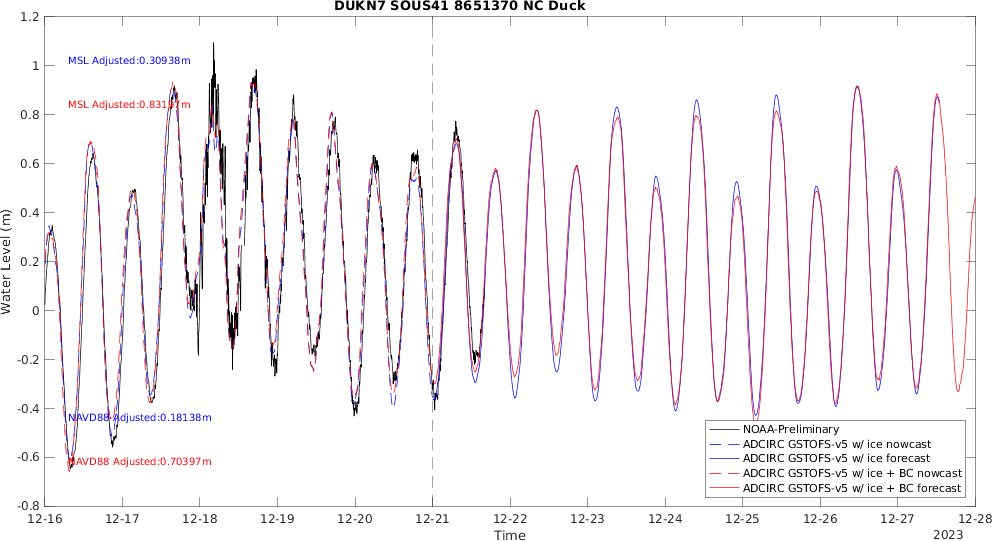 DUKN7 SOUS41 8651370 NC Duck
1.2
1
0.8
0.6
0.4
0.2
0
-0.2
-0.4
-0.6
-0.8
Water Level (m)
MSL Adjusted:0.30938m
MSL Adjusted:0.83197m
NAVD88 Adjusted:0.18138m
NAVD88 Adjusted:0.70397m
NOAA-Preliminary
ADCIRC GSTOFS-v5 w/ ice nowcast
ADCIRC GSTOFS-v5 w/ ice forecast
ADCIRC GSTOFS-v5 w/ ice + BC nowcast
ADCIRC GSTOFS-v5 w/ ice + BC forecast
12-16 12-17 12-18 12-19 12-20 12-21 12-22 12-23 12-24 12-25 12-26 12-27 12-28
Time
2023